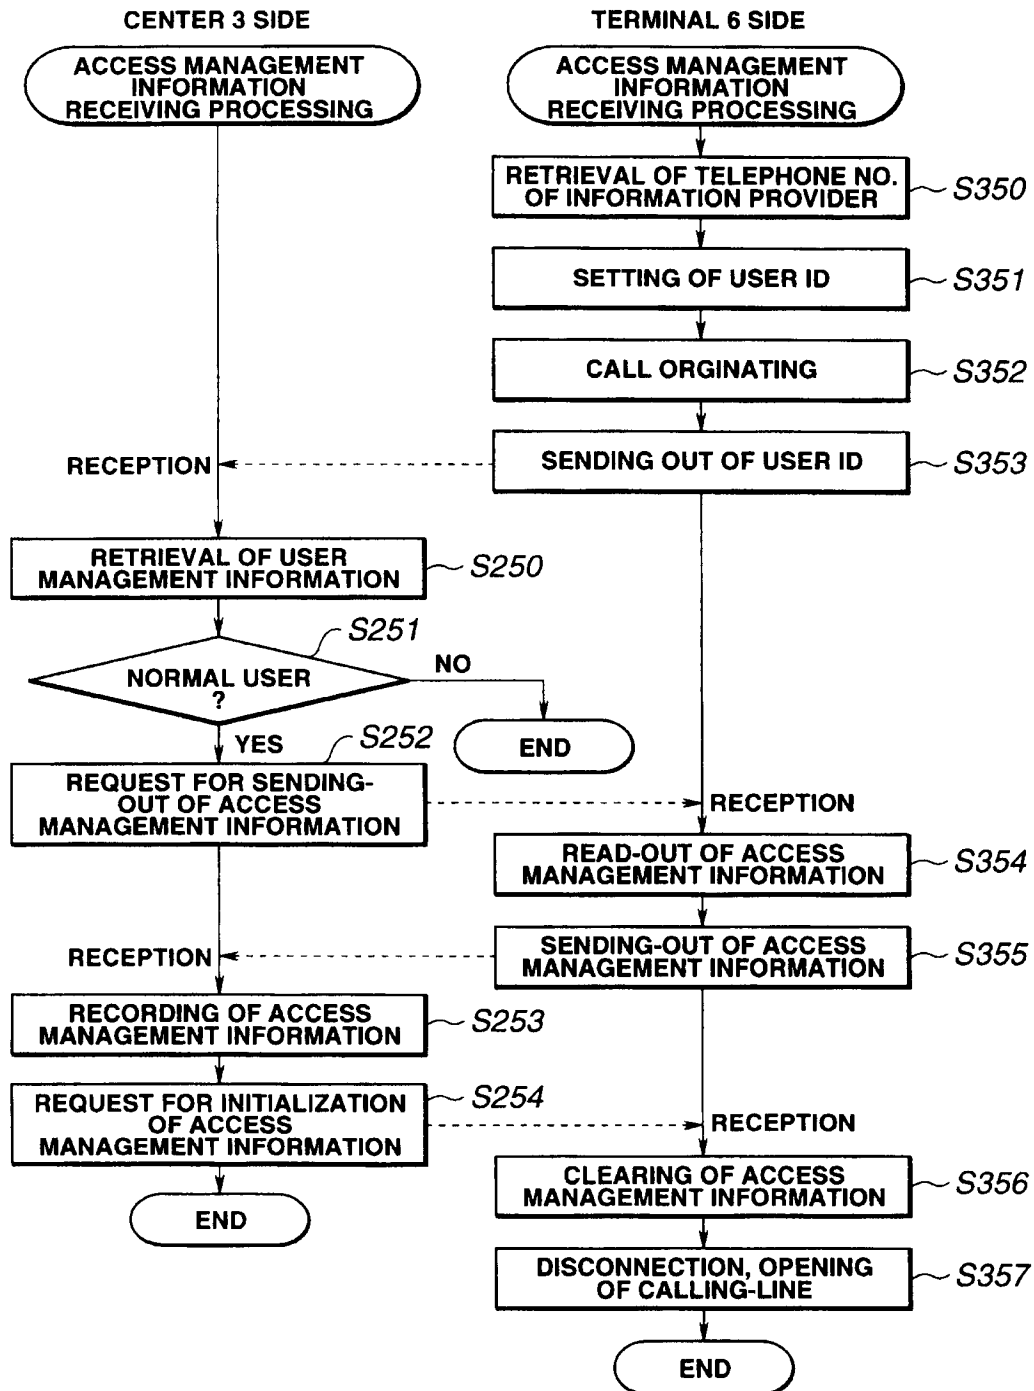 CENTER 3 SIDE
TERMINAL 6 SIDE
ACCESS MANAGEMENT
INFORMATION
RECEIVING PROCESSING
ACCESS MANAGEMENT
INFORMATION
RECEIVING PROCESSING
RETRIEVAL OF TELEPHONE NO.
OF INFORMATION PROVIDER
S350
SETTING OF USER ID
S351
CALL ORGINATING
S352
RECEPTION
SENDING OUT OF USER ID
S353
RETRIEVAL OF USER
MANAGEMENT INFORMATION
S250
S251
NORMAL USER
?
NO
END
YES
S252
REQUEST FOR SENDING-
OUT OF ACCESS
MANAGEMENT INFORMATION
RECEPTION
READ-OUT OF ACCESS
MANAGEMENT INFORMATION
S354
RECEPTION
SENDING-OUT OF ACCESS
MANAGEMENT INFORMATION
S355
RECORDING OF ACCESS
MANAGEMENT INFORMATION
S253
REQUEST FOR INITIALIZATION
OF ACCESS
MANAGEMENT INFORMATION
S254
RECEPTION
END
CLEARING OF ACCESS
MANAGEMENT INFORMATION
S356
DISCONNECTION, OPENING
OF CALLING-LINE
S357
END